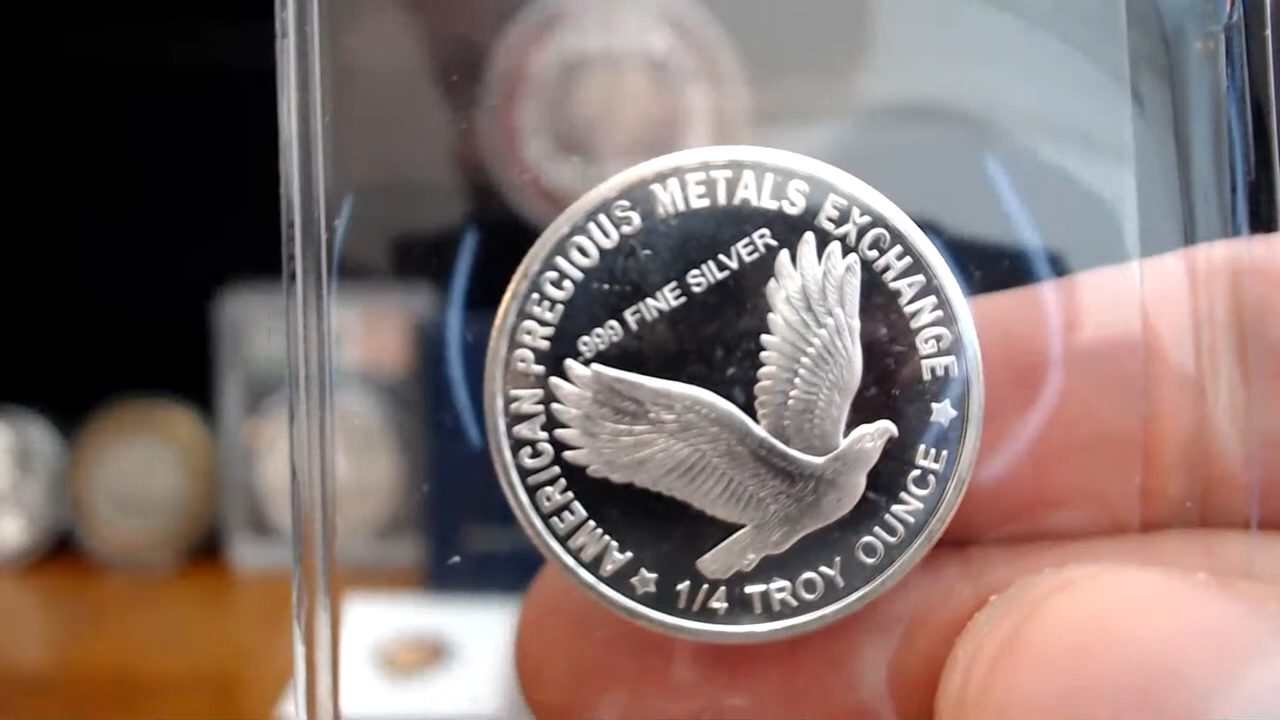 AMERICAN PRECIOUS METALS EXCHANGE
.999 FINE SILVER
1/4 TROY OUNCE